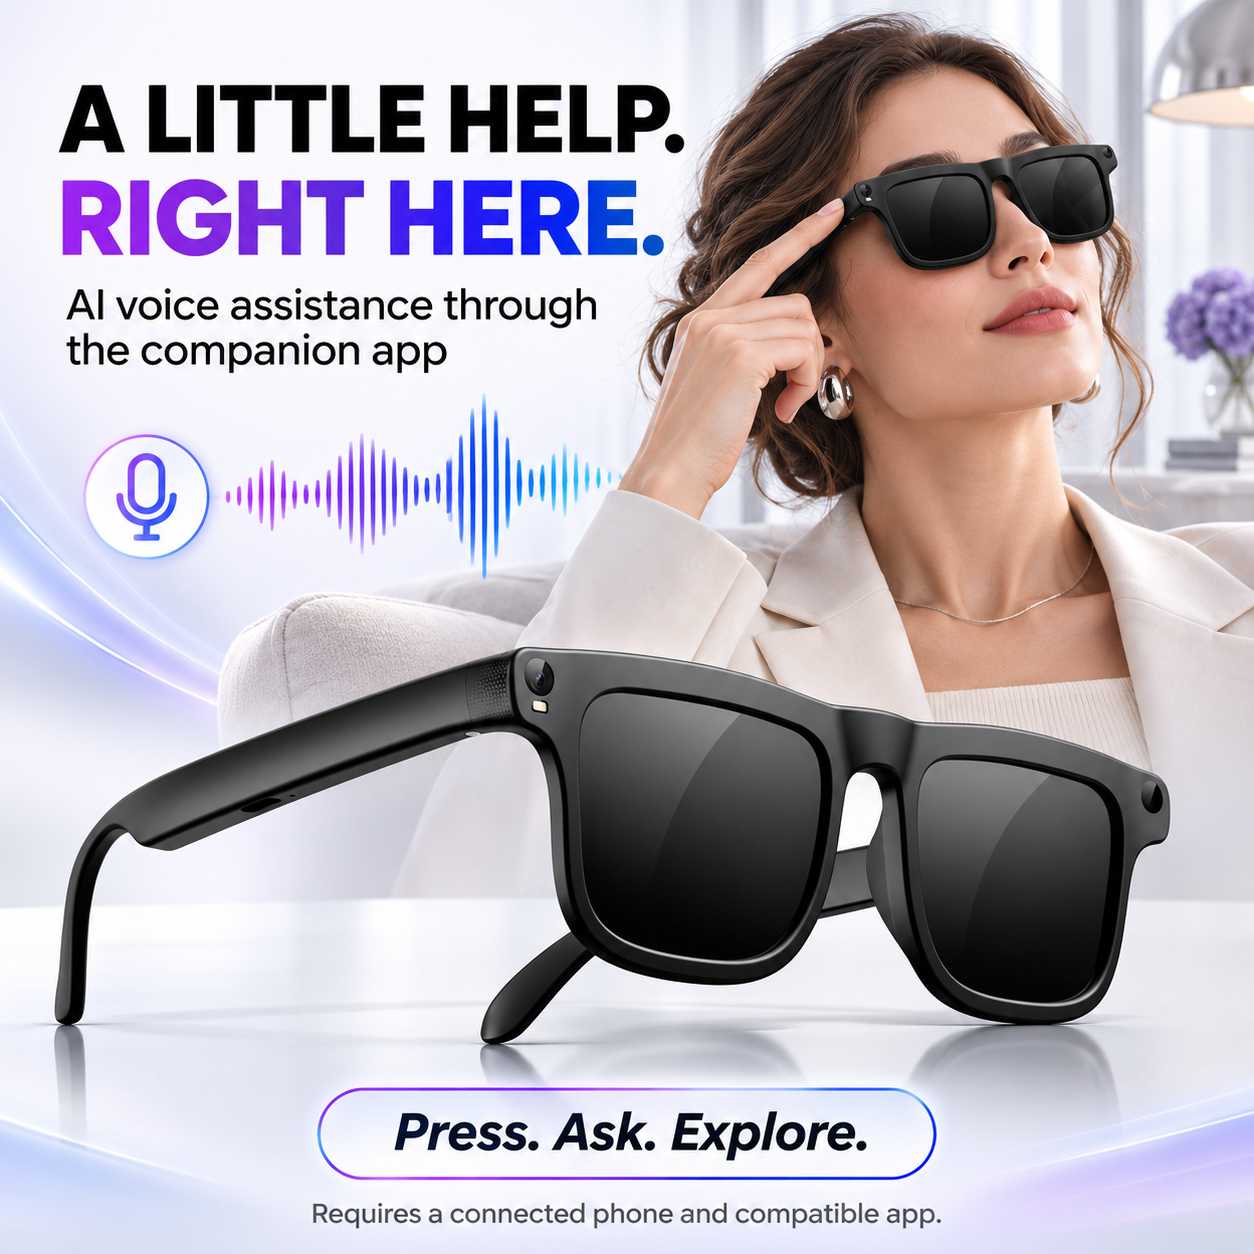 A LITTLE HELP.
RIGHT HERE.
AI voice assistance through
the companion app
Press. Ask. Explore.
Requires a connected phone and compatible app.